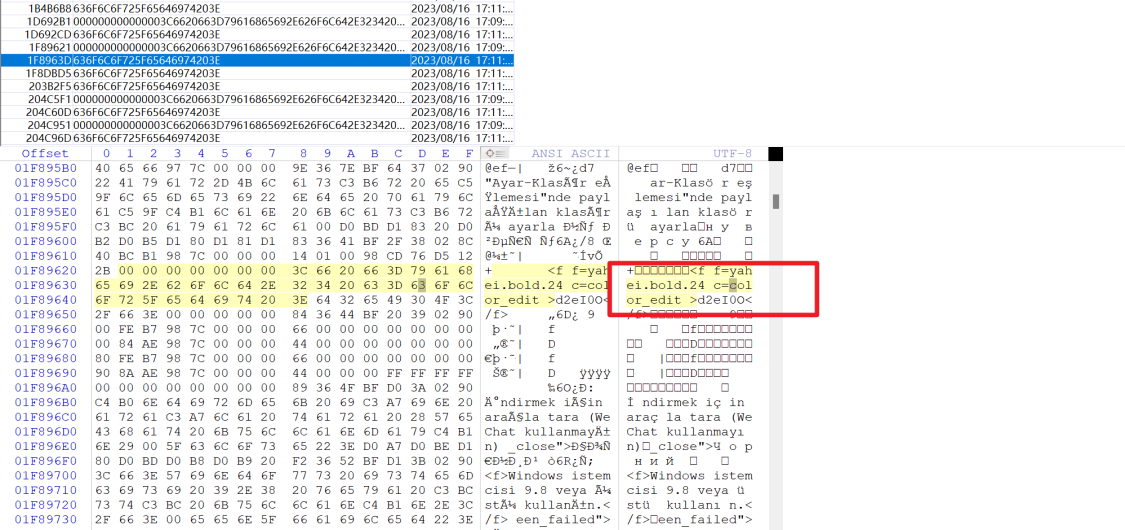 1B4B6B8 636F6C6F725F65646974203E 2023/08/16 17:11:...
1D692B1 000000000000003C6620663D79616865692E626F6C642E323420... 2023/08/16 17:09:...
1D692CD 636F6C6F725F65646974203E 2023/08/16 17:11:...
1F89621 000000000000003C6620663D79616865692E626F6C642E323420... 2023/08/16 17:09:...
1F8963D 636F6C6F725F65646974203E 2023/08/16 17:11:...
1F8DBD5 636F6C6F725F65646974203E 2023/08/16 17:11:...
203B2F5 636F6C6F725F65646974203E 2023/08/16 17:11:...
204C5F1 000000000000003C6620663D79616865692E626F6C642E323420... 2023/08/16 17:09:...
204C60D 636F6C6F725F65646974203E 2023/08/16 17:11:...
204C951 000000000000003C6620663D79616865692E626F6C642E323420... 2023/08/16 17:09:...
204C96D 636F6C6F725F65646974203E 2023/08/16 17:11:...
Offset 0 1 2 3 4 5 6 7 8 9 A B C D E F ANSI ASCII UTF-8
01F895B0 40 65 66 97 7C 00 00 00 9E 36 7E BF 64 37 02 90 @ef—| ž6~¿d7 @ef d7
01F895C0 22 41 79 61 72 2D 4B 6C 61 73 C3 B6 72 20 65 C5 "Ayar-KlasÃ¶r eÅ ar-Klasö r eş
01F895D0 9F 6C 65 6D 65 73 69 22 6E 64 65 20 70 61 79 6C Ÿlemesi"nde payl lemesi"nde pay
01F895E0 61 C5 9F C4 B1 6C 61 6E 20 6B 6C 61 73 C3 B6 72 aÅŸÄ±lan klasÃ¶r laş ı lan klasör
01F895F0 C3 BC 20 61 79 61 72 6C 61 00 D0 BD D1 83 20 D0 Ã¼ ayarla Ð½Ñƒ Ð ü ayarla н у в
01F89600 B2 D0 B5 D1 80 D1 81 D1 83 36 41 BF 2F 38 02 8C ²ÐµÑ€Ñ Ñƒ6A¿/8 Œ е р с у 6A
01F89610 40 BC B1 98 7C 00 00 00 14 01 00 98 CD 76 D5 12 @¼±˜| ˜ÍvÕ v
01F89620 2B 00 00 00 00 00 00 00 3C 66 20 66 3D 79 61 68 + <f f=yah +<f f=yah
01F89630 65 69 2E 62 6F 6C 64 2E 32 34 20 63 3D 63 6F 6C ei.bold.24 c=col ei.bold.24 c=col
01F89640 6F 72 5F 65 64 69 74 20 3E 64 32 65 49 30 4F 3C or_edit >d2eI0O< or_edit >d2eI0O<
01F89650 2F 66 3E 00 00 00 00 00 84 36 44 BF 20 39 02 90 /f> „6D¿ 9 /f> 9
01F89660 00 FE B7 98 7C 00 00 00 66 00 00 00 00 00 00 00 þ·˜| f f
01F89670 00 84 AE 98 7C 00 00 00 44 00 00 00 00 00 00 00 „®˜| D D
01F89680 80 FE B7 98 7C 00 00 00 66 00 00 00 00 00 00 00 €þ·˜| f |f
01F89690 90 8A AE 98 7C 00 00 00 44 00 00 00 FF FF FF FF Š®˜| D ÿÿÿÿ |D
01F896A0 00 00 00 00 00 00 00 00 89 36 4F BF D0 3A 02 90 ‰6O¿Ð:
01F896B0 C4 B0 6E 64 69 72 6D 65 6B 20 69 C3 A7 69 6E 20 Ä°ndirmek iÃ§in İ ndirmek iç in
01F896C0 61 72 61 C3 A7 6C 61 20 74 61 72 61 20 28 57 65 araÃ§la tara (We araç la tara (We
01F896D0 43 68 61 74 20 6B 75 6C 6C 61 6E 6D 61 79 C4 B1 Chat kullanmayÄ± Chat kullanmayı
01F896E0 6E 29 00 5F 63 6C 6F 73 65 22 3E D0 A7 D0 BE D1 n) _close">Ð§Ð¾Ñ n)_close">Ч о р
01F896F0 80 D0 BD D0 B8 D0 B9 20 F2 36 52 BF D1 3B 02 90 €Ð½Ð¸Ð¹ ò6R¿Ñ; н и й
01F89700 3C 66 3E 57 69 6E 64 6F 77 73 20 69 73 74 65 6D <f>Windows istem <f>Windows istem
01F89710 63 69 73 69 20 39 2E 38 20 76 65 79 61 20 C3 BC cisi 9.8 veya Ã¼ cisi 9.8 veya ü
01F89720 73 74 C3 BC 20 6B 75 6C 6C 61 6E C4 B1 6E 2E 3C stÃ¼ kullanÄ±n.< stü kullanın.<
01F89730 2F 66 3E 00 65 65 6E 5F 66 61 69 6C 65 64 22 3E /f> een_failed"> /f>een_failed">